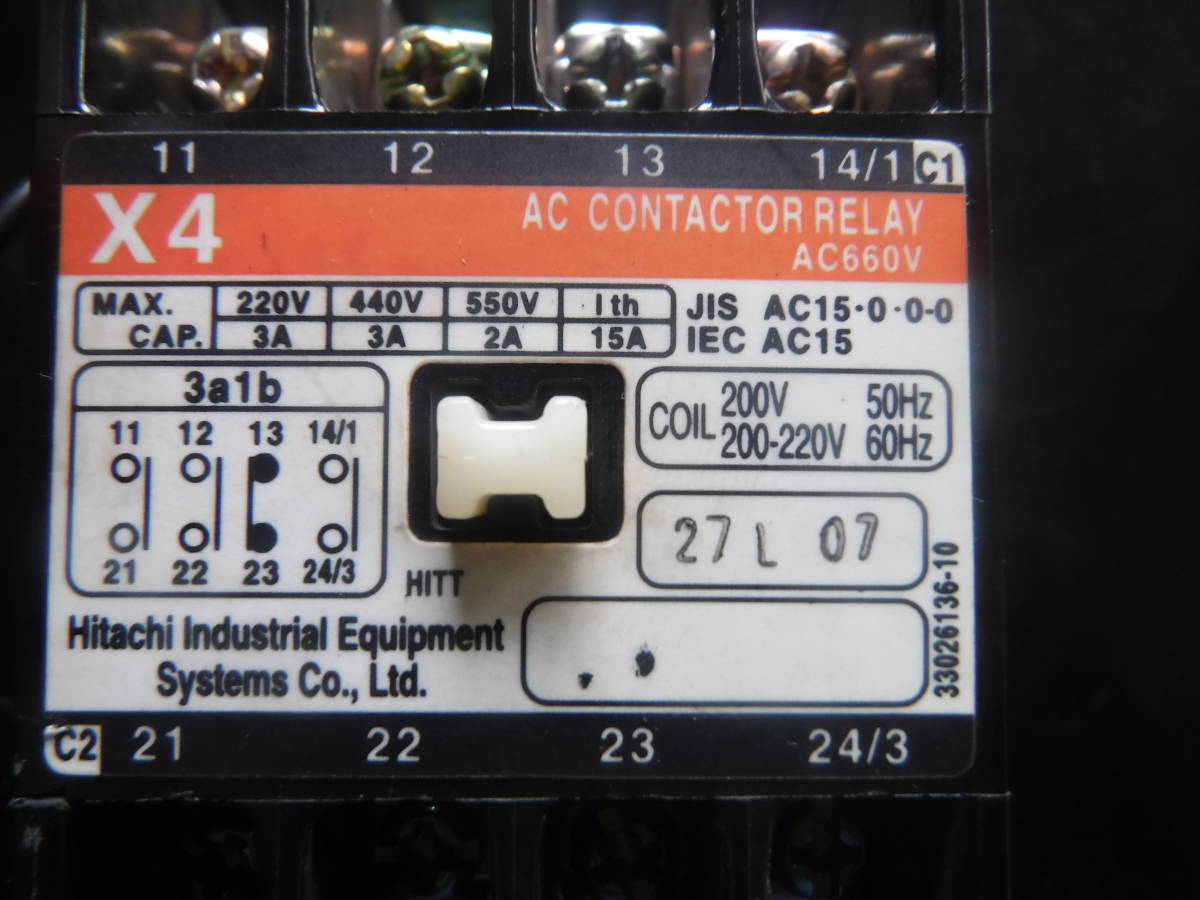 11 12 13 14/1 C1
X4 AC CONTACTOR RELAY
AC660V
MAX. CAP. 220V 440V 550V Ith
3A 3A 2A 15A
JIS AC15·0·0-0
IEC AC15
3a1b
11 12 13 14/1
21 22 23 24/3
COIL 200V 50Hz
200-220V 60Hz
27 L 07
HITT
Hitachi Industrial Equipment
Systems Co., Ltd.
33026136-10
C2 21 22 23 24/3